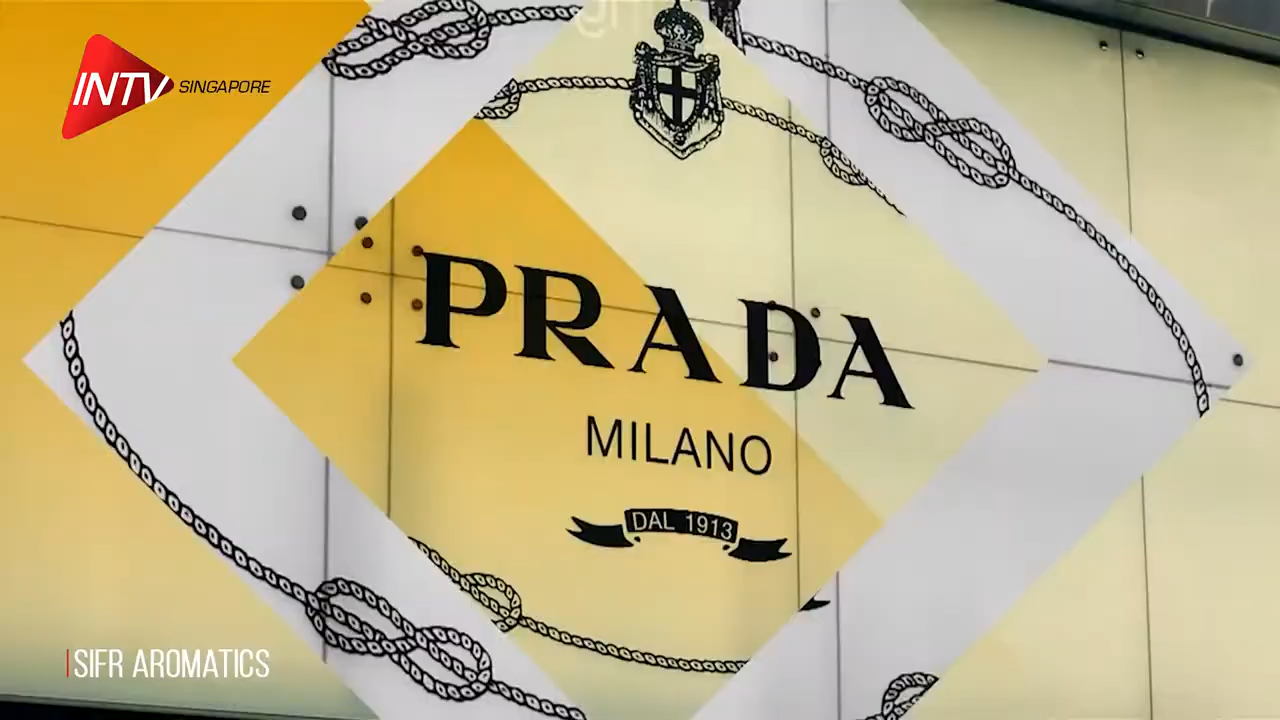 INTV SINGAPORE
PRADA
MILANO
DAL 1913
SIFR AROMATICS